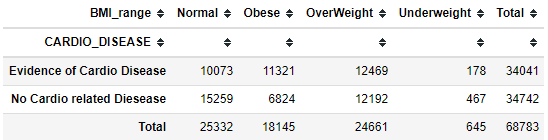 BMI_range Normal Obese OverWeight Underweight Total
CARDIO_DISEASE
Evidence of Cardio Disease 10073 11321 12469 178 34041
No Cardio related Diesease 15259 6824 12192 467 34742
Total 25332 18145 24661 645 68783